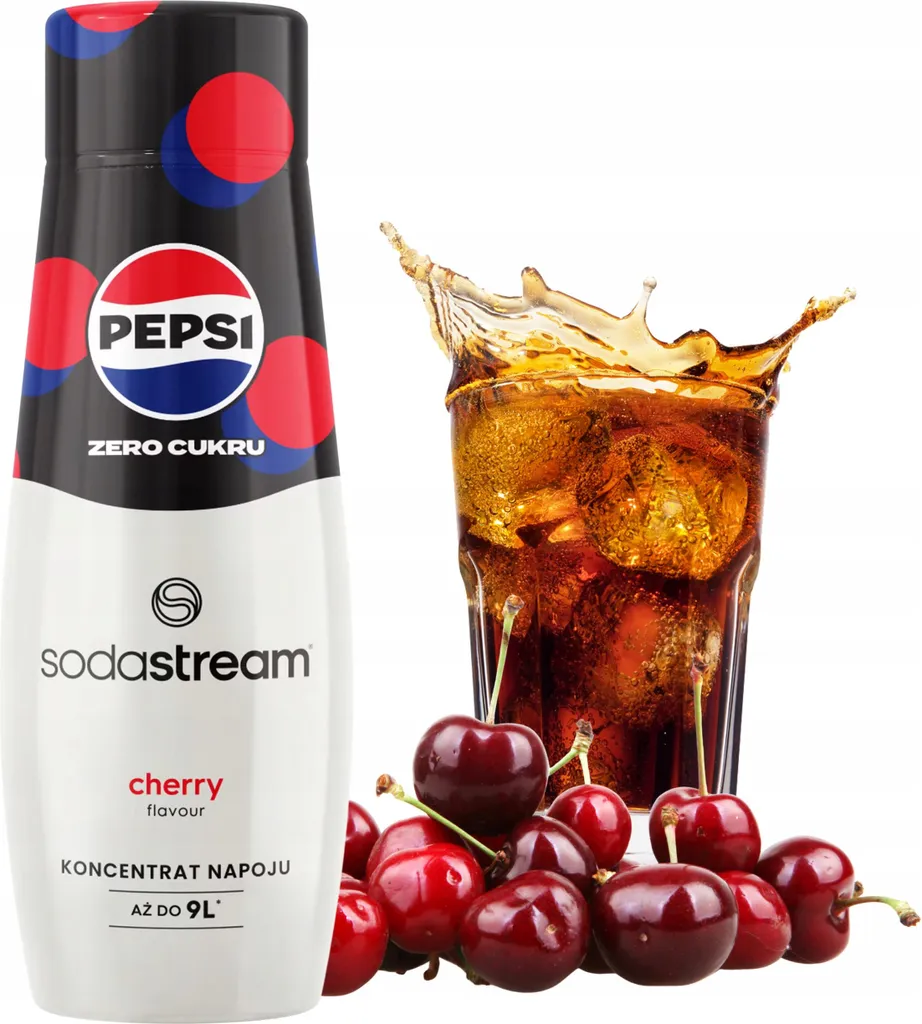 PEPSI
ZERO CUKRU
sodastream®
cherry
flavour
KONCENTRAT NAPOJU
AŻ DO 9L*